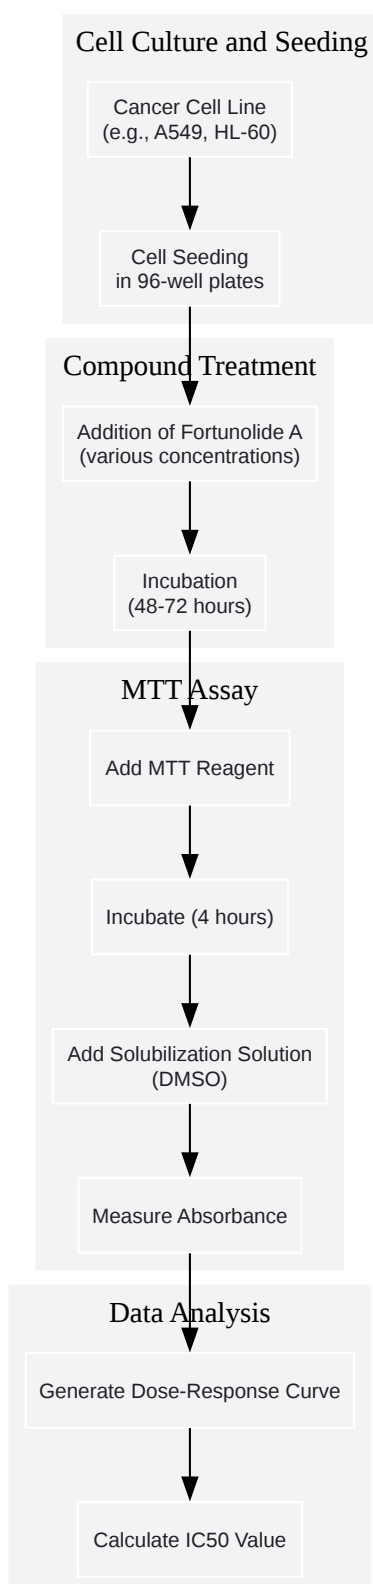 Cell Culture and Seeding
Cancer Cell Line
(e.g., A549, HL-60)
Cell Seeding
in 96-well plates
Compound Treatment
Addition of Fortunolide A
(various concentrations)
Incubation
(48-72 hours)
MTT Assay
Add MTT Reagent
Incubate (4 hours)
Add Solubilization Solution
(DMSO)
Measure Absorbance
Data Analysis
Generate Dose-Response Curve
Calculate IC50 Value